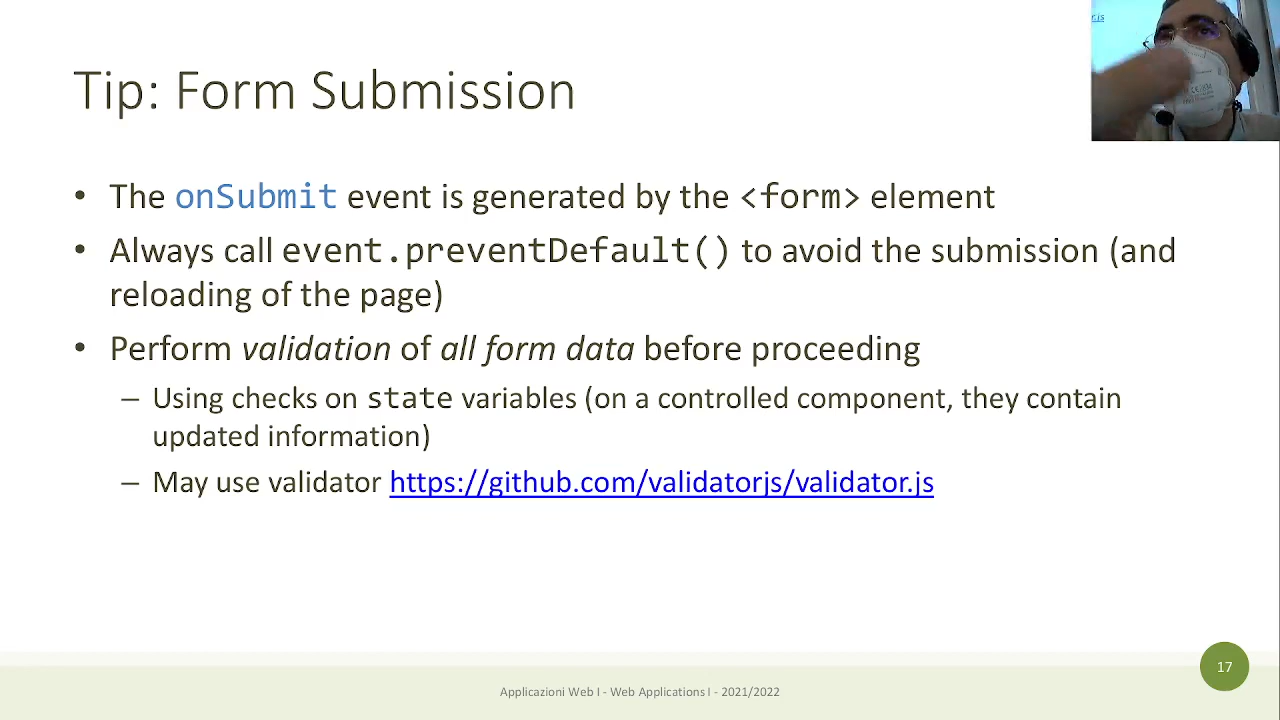 r.js
Tip: Form Submission
• The onSubmit event is generated by the <form> element
• Always call event.preventDefault() to avoid the submission (and
reloading of the page)
• Perform validation of all form data before proceeding
– Using checks on state variables (on a controlled component, they contain
updated information)
– May use validator https://github.com/validatorjs/validator.js
17
Applicazioni Web I - Web Applications I - 2021/2022